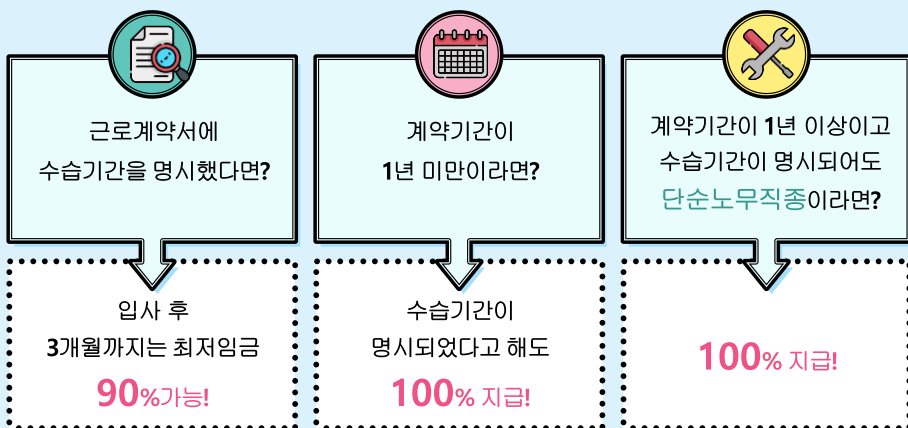 근로계약서에
수습기간을 명시했다면?
입사 후
3개월까지는 최저임금
90%가능!
계약기간이
1년 미만이라면?
수습기간이
명시되었다고 해도
100% 지급!
계약기간이 1년 이상이고
수습기간이 명시되어도
단순노무직종이라면?
100% 지급!